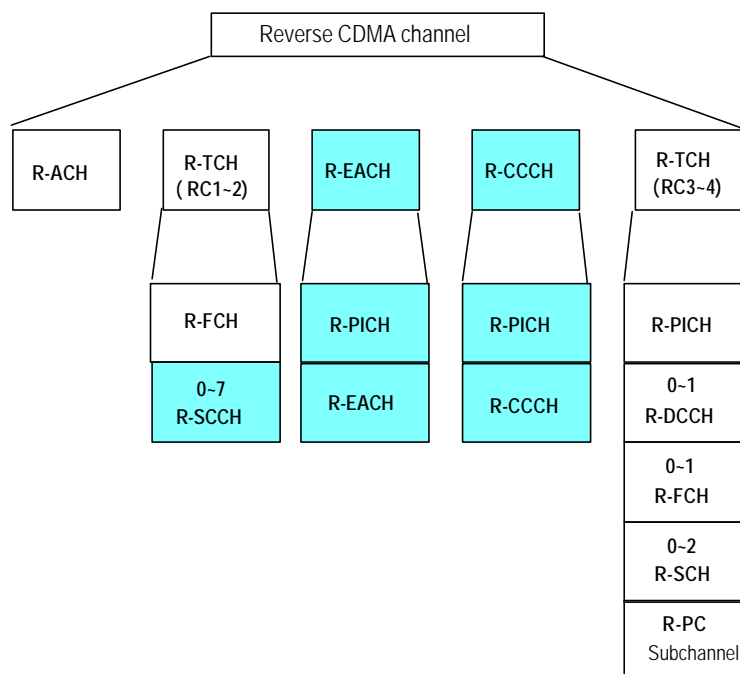 Reverse CDMA channel
R-ACH
R-TCH
( RC1~2)
R-EACH
R-CCCH
R-TCH
(RC3~4)
R-FCH
0~7
R-SCCH
R-PICH
R-EACH
R-PICH
R-CCCH
R-PICH
0~1
R-DCCH
0~1
R-FCH
0~2
R-SCH
R-PC
Subchannel